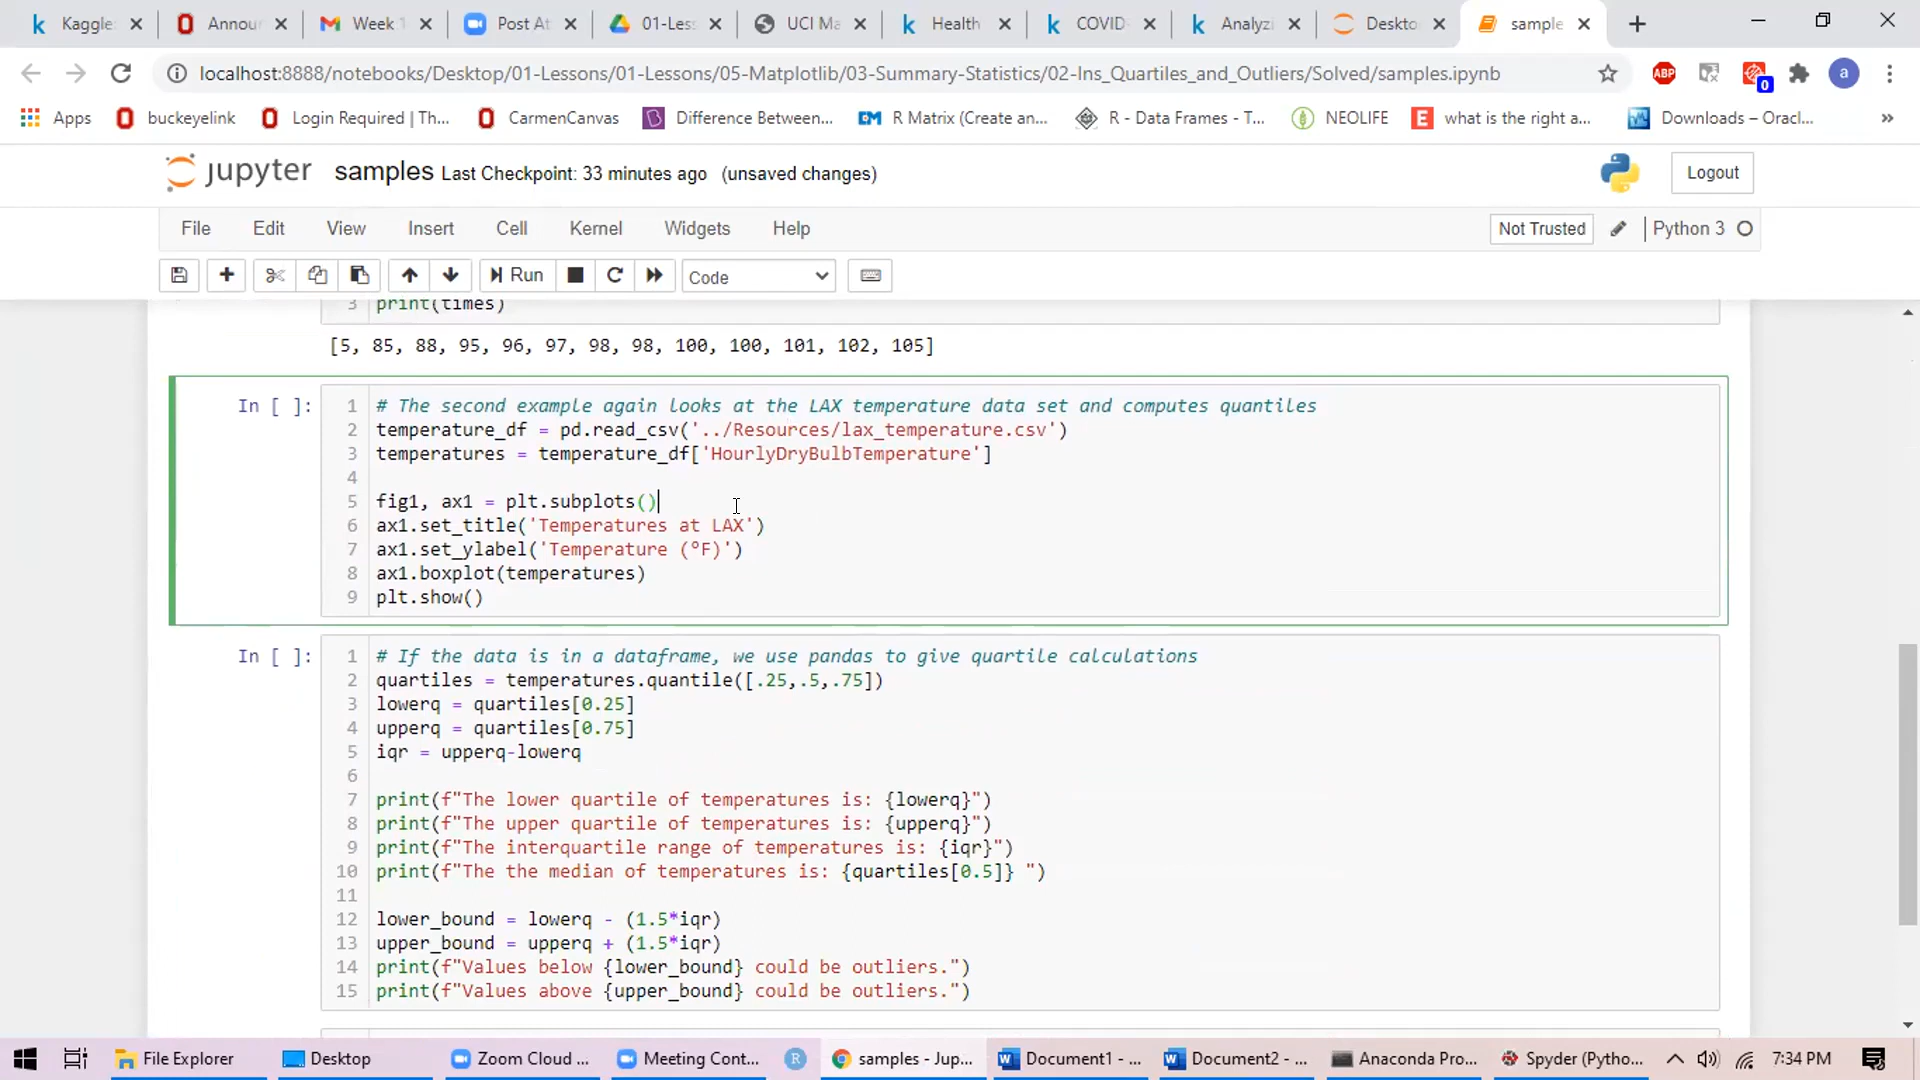 Kaggle: Announ Week 1 Post At 01-Less UCI Ma Health COVID- Analyzi Deskto sample
localhost:8888/notebooks/Desktop/01-Lessons/01-Lessons/05-Matplotlib/03-Summary-Statistics/02-Ins_Quartiles_and_Outliers/Solved/samples.ipynb ABP 0 a
Apps buckeyelink Login Required | Th... CarmenCanvas Difference Between... R Matrix (Create an... R - Data Frames - T... NEOLIFE what is the right a... Downloads – Oracl... »
jupyter samples Last Checkpoint: 33 minutes ago (unsaved changes) Logout
File Edit View Insert Cell Kernel Widgets Help Not Trusted Python 3
Run Code
3 print(times)
[5, 85, 88, 95, 96, 97, 98, 98, 100, 100, 101, 102, 105]
In [ ]: 1 # The second example again looks at the LAX temperature data set and computes quantiles
2 temperature_df = pd.read_csv('../Resources/lax_temperature.csv')
3 temperatures = temperature_df['HourlyDryBulbTemperature']
4
5 fig1, ax1 = plt.subplots()
6 ax1.set_title('Temperatures at LAX')
7 ax1.set_ylabel('Temperature (°F)')
8 ax1.boxplot(temperatures)
9 plt.show()
In [ ]: 1 # If the data is in a dataframe, we use pandas to give quartile calculations
2 quartiles = temperatures.quantile([.25,.5,.75])
3 lowerq = quartiles[0.25]
4 upperq = quartiles[0.75]
5 iqr = upperq-lowerq
6
7 print(f"The lower quartile of temperatures is: {lowerq}")
8 print(f"The upper quartile of temperatures is: {upperq}")
9 print(f"The interquartile range of temperatures is: {iqr}")
10 print(f"The the median of temperatures is: {quartiles[0.5]} ")
11
12 lower_bound = lowerq - (1.5*iqr)
13 upper_bound = upperq + (1.5*iqr)
14 print(f"Values below {lower_bound} could be outliers.")
15 print(f"Values above {upper_bound} could be outliers.")
File Explorer Desktop Zoom Cloud ... Meeting Cont... R samples - Jup... Document1 - ... Document2 - ... Anaconda Pro... Spyder (Pytho... 7:34 PM